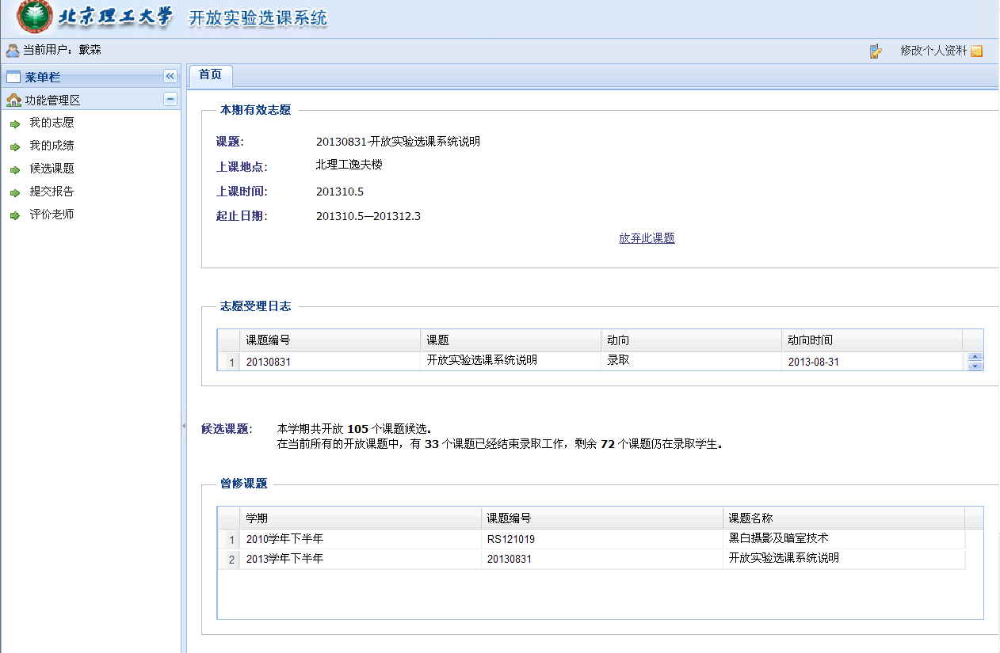 北京理工大学 开放实验选课系统
当前用户：戴森 修改个人资料
菜单栏
功能管理区
我的志愿
我的成绩
候选课题
提交报告
评价老师
首页
本期有效志愿
课题: 20130831-开放实验选课系统说明
上课地点: 北理工逸夫楼
上课时间: 201310.5
起止日期: 201310.5---201312.3
放弃此课题
志愿受理日志
课题编号 课题 动向 动向时间
1 20130831 开放实验选课系统说明 录取 2013-08-31
候选课题: 本学期共开放 105 个课题候选。
在当前所有的开放课题中，有 33 个课题已经结束录取工作，剩余 72 个课题仍在录取学生。
曾修课题
学期 课题编号 课题名称
1 2010学年下半年 RS121019 黑白摄影及暗室技术
2 2013学年下半年 20130831 开放实验选课系统说明